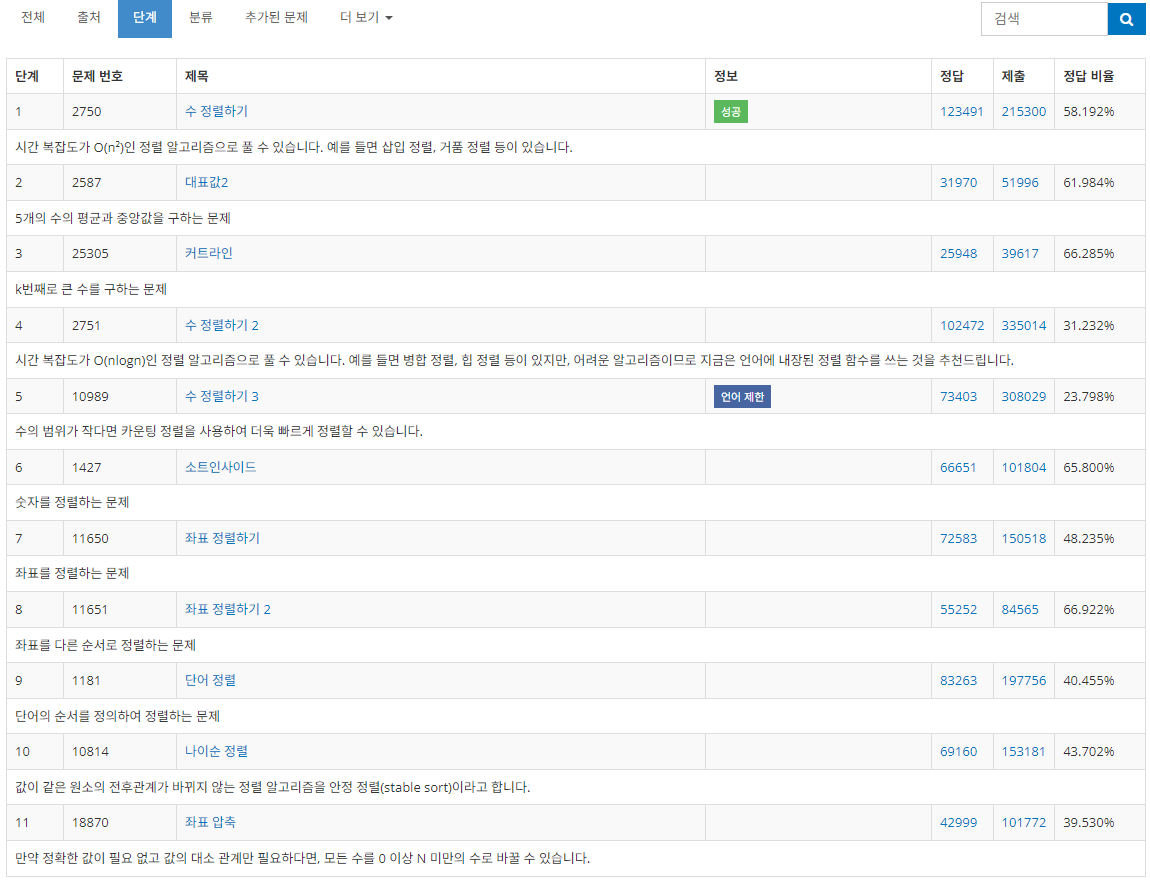 전체 출처 단계 분류 추가된 문제 더 보기 검색
단계 문제 번호 제목 정보 정답 제출 정답 비율
1 2750 수 정렬하기 성공 123491 215300 58.192%
시간 복잡도가 O(n²)인 정렬 알고리즘으로 풀 수 있습니다. 예를 들면 삽입 정렬, 거품 정렬 등이 있습니다.
2 2587 대표값2 31970 51996 61.984%
5개의 수의 평균과 중앙값을 구하는 문제
3 25305 커트라인 25948 39617 66.285%
k번째로 큰 수를 구하는 문제
4 2751 수 정렬하기 2 102472 335014 31.232%
시간 복잡도가 O(nlogn)인 정렬 알고리즘으로 풀 수 있습니다. 예를 들면 병합 정렬, 힙 정렬 등이 있지만, 어려운 알고리즘이므로 지금은 언어에 내장된 정렬 함수를 쓰는 것을 추천드립니다.
5 10989 수 정렬하기 3 언어 제한 73403 308029 23.798%
수의 범위가 작다면 카운팅 정렬을 사용하여 더욱 빠르게 정렬할 수 있습니다.
6 1427 소트인사이드 66651 101804 65.800%
숫자를 정렬하는 문제
7 11650 좌표 정렬하기 72583 150518 48.235%
좌표를 정렬하는 문제
8 11651 좌표 정렬하기 2 55252 84565 66.922%
좌표를 다른 순서로 정렬하는 문제
9 1181 단어 정렬 83263 197756 40.455%
단어의 순서를 정의하여 정렬하는 문제
10 10814 나이순 정렬 69160 153181 43.702%
값이 같은 원소의 전후관계가 바뀌지 않는 정렬 알고리즘을 안정 정렬(stable sort)이라고 합니다.
11 18870 좌표 압축 42999 101772 39.530%
만약 정확한 값이 필요 없고 값의 대소 관계만 필요하다면, 모든 수를 0 이상 N 미만의 수로 바꿀 수 있습니다.